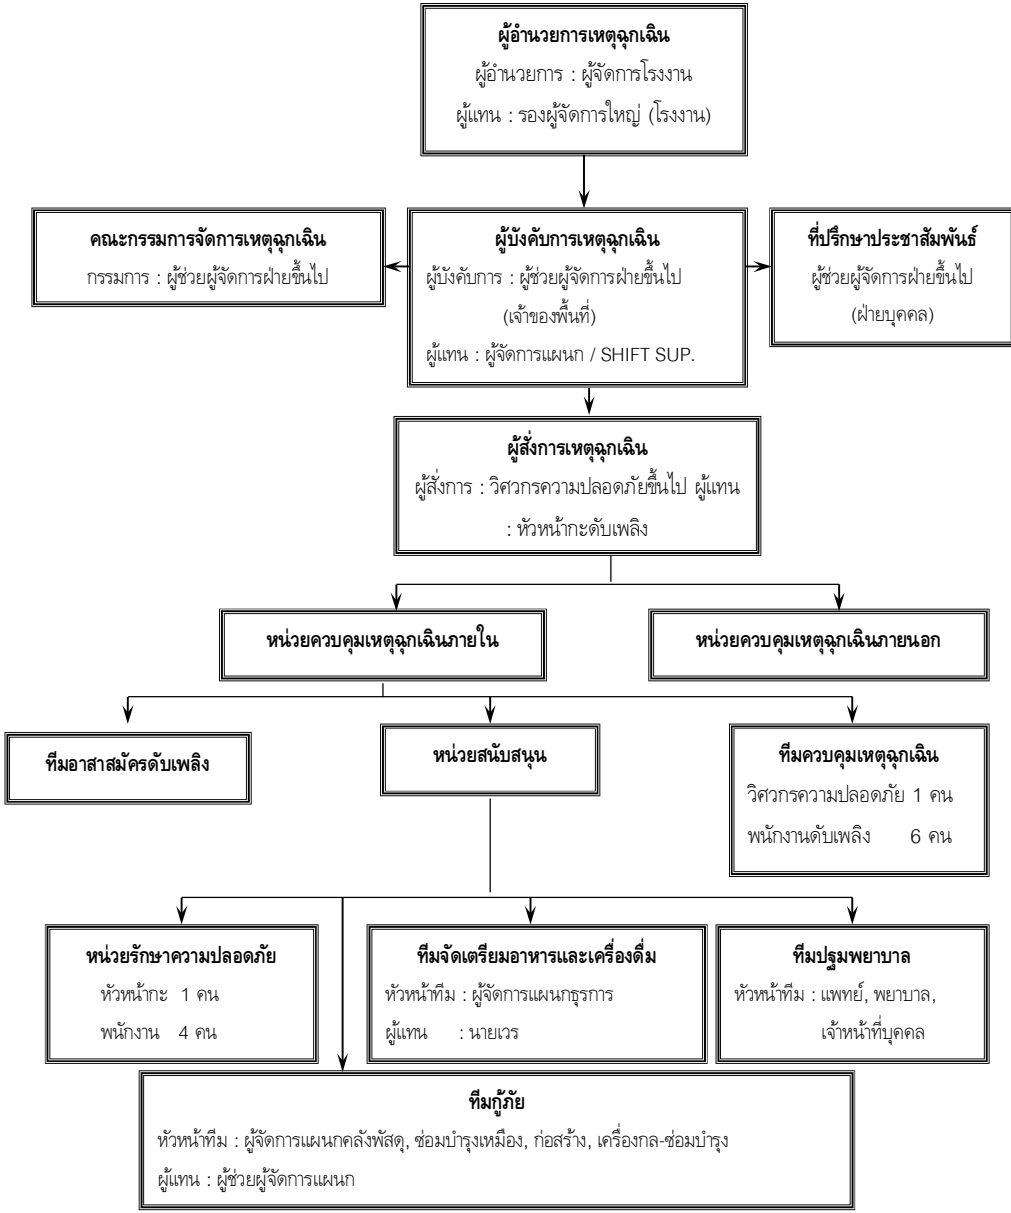 ผู้อำนวยการเหตุฉุกเฉิน
ผู้อำนวยการ : ผู้จัดการโรงงาน
ผู้แทน : รองผู้จัดการใหญ่ (โรงงาน)
คณะกรรมการจัดการเหตุฉุกเฉิน
กรรมการ : ผู้ช่วยผู้จัดการฝ่ายขึ้นไป
ผู้บังคับการเหตุฉุกเฉิน
ผู้บังคับการ : ผู้ช่วยผู้จัดการฝ่ายขึ้นไป
(เจ้าของพื้นที่)
ผู้แทน : ผู้จัดการแผนก / SHIFT SUP.
ที่ปรึกษาประชาสัมพันธ์
ผู้ช่วยผู้จัดการฝ่ายขึ้นไป
(ฝ่ายบุคคล)
ผู้สั่งการเหตุฉุกเฉิน
ผู้สั่งการ : วิศวกรความปลอดภัยขึ้นไป ผู้แทน
: หัวหน้ากะดับเพลิง
หน่วยควบคุมเหตุฉุกเฉินภายใน
หน่วยควบคุมเหตุฉุกเฉินภายนอก
ทีมอาสาสมัครดับเพลิง
หน่วยสนับสนุน
ทีมควบคุมเหตุฉุกเฉิน
วิศวกรความปลอดภัย 1 คน
พนักงานดับเพลิง 6 คน
หน่วยรักษาความปลอดภัย
หัวหน้ากะ 1 คน
พนักงาน 4 คน
ทีมจัดเตรียมอาหารและเครื่องดื่ม
หัวหน้าทีม : ผู้จัดการแผนกธุรการ
ผู้แทน : นายเวร
ทีมปฐมพยาบาล
หัวหน้าทีม : แพทย์, พยาบาล,
เจ้าหน้าที่บุคคล
ทีมกู้ภัย
หัวหน้าทีม : ผู้จัดการแผนกคลังพัสดุ, ซ่อมบำรุงเหมือง, ก่อสร้าง, เครื่องกล-ซ่อมบำรุง
ผู้แทน : ผู้ช่วยผู้จัดการแผนก